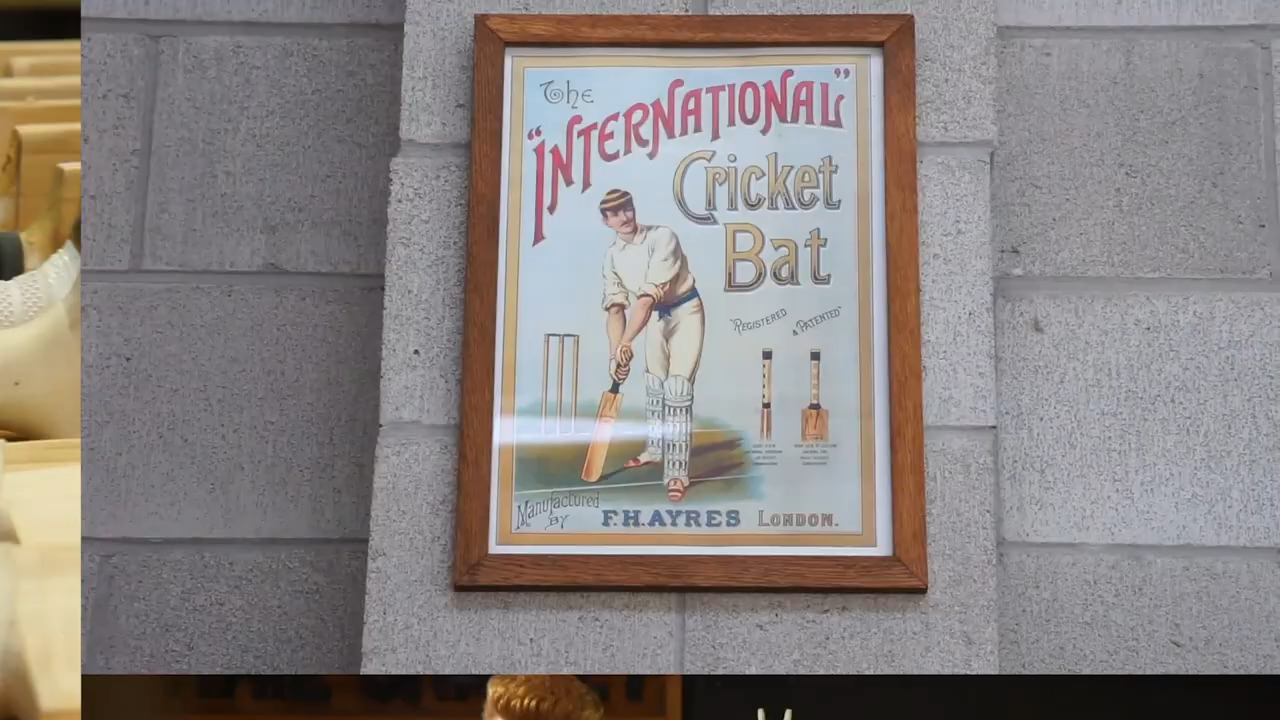 The
"INTERNATIONAL"
Cricket
Bat
"REGISTERED & PATENTED"
Manufactured
BY
F.H.AYRES LONDON.